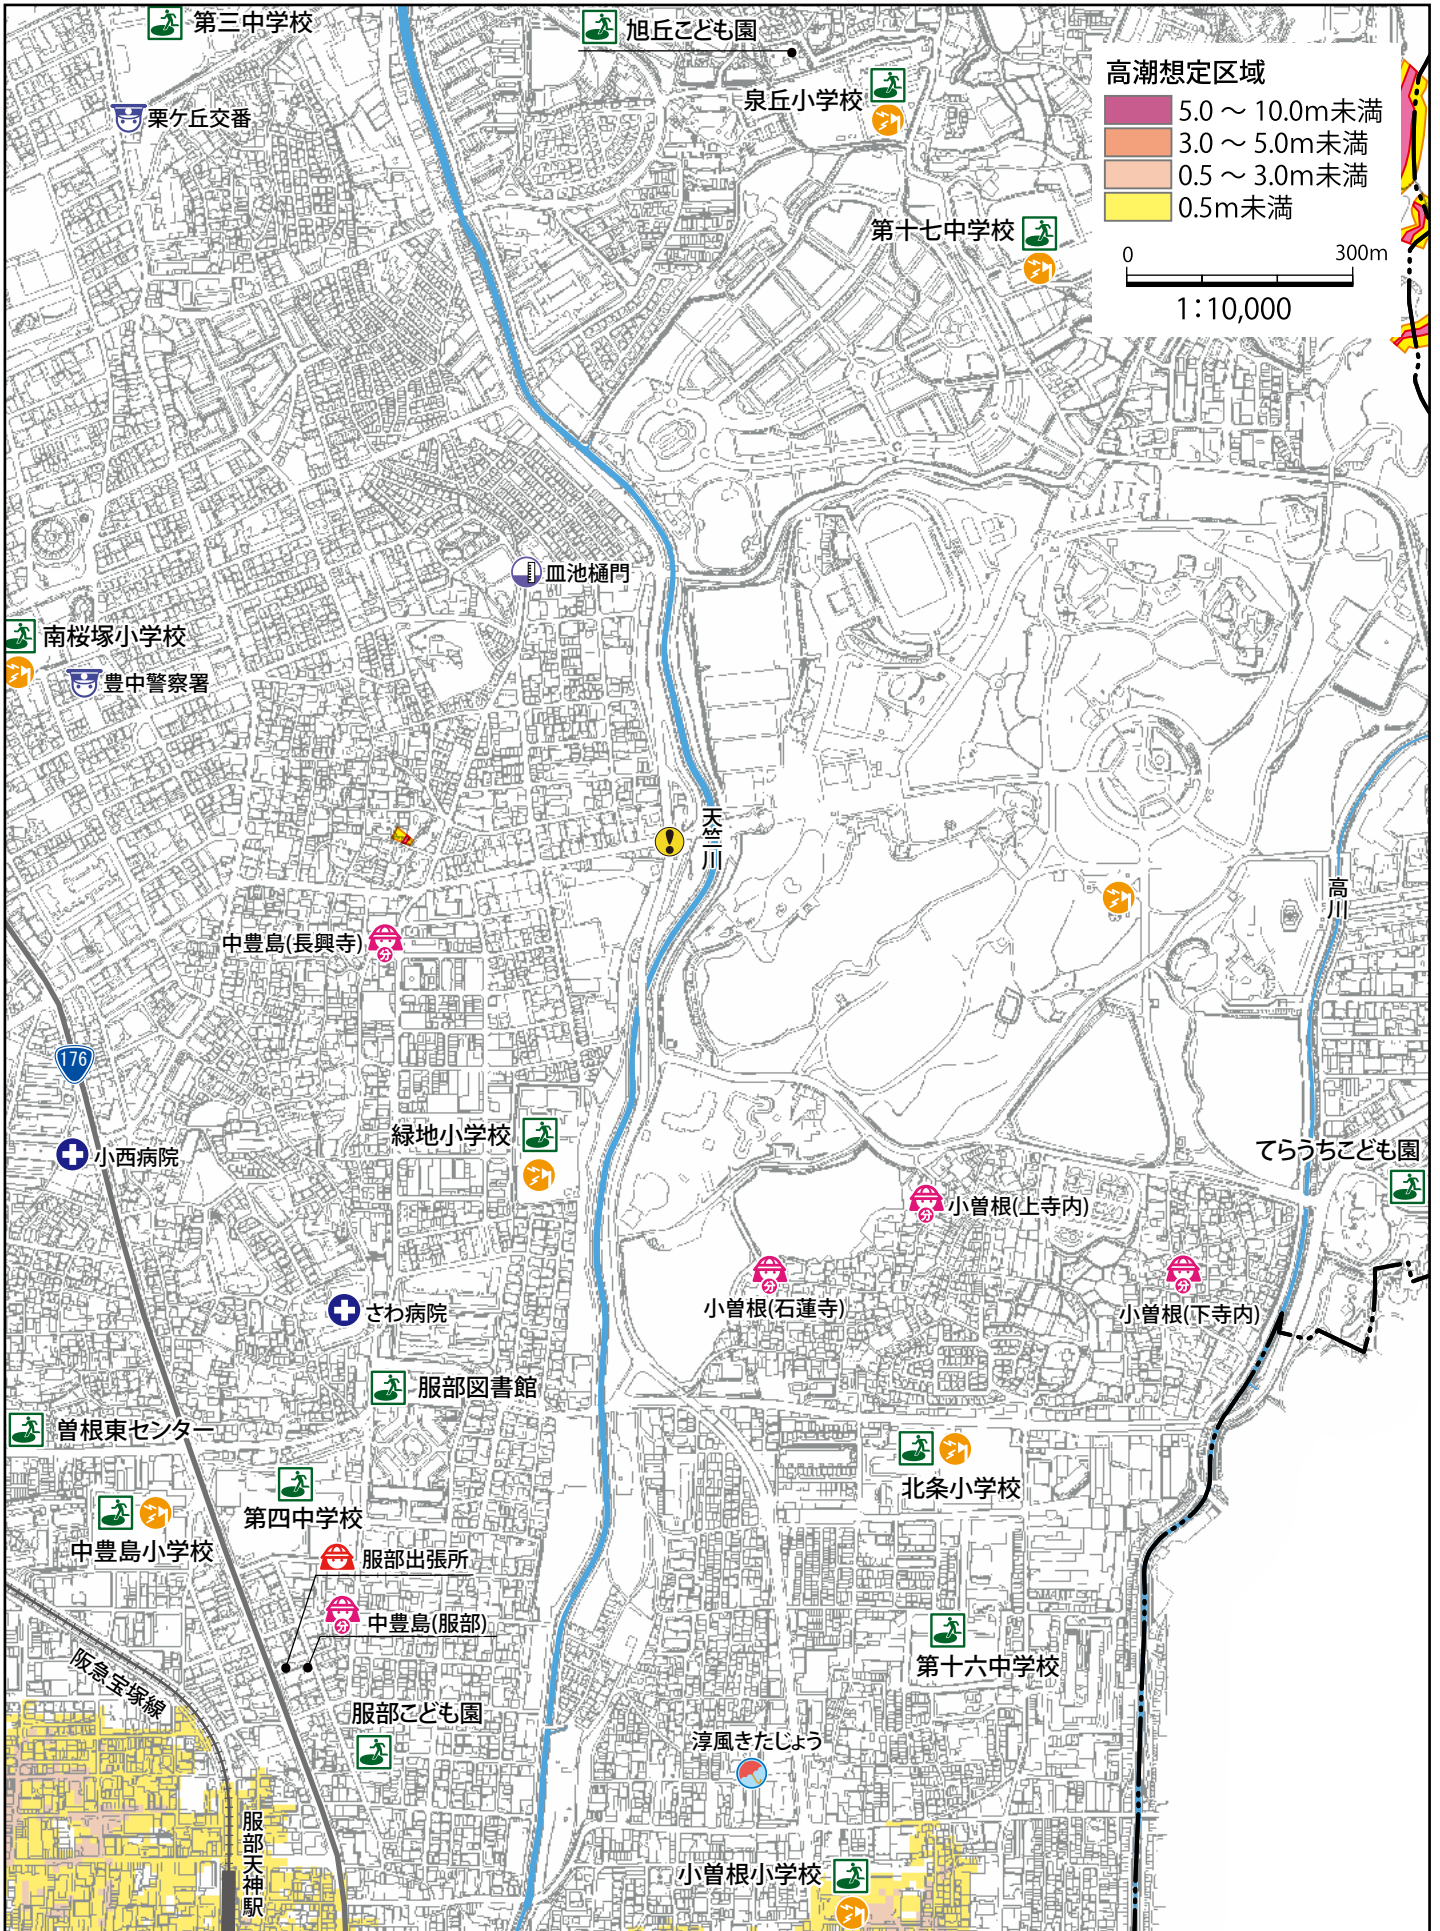 第三中学校
旭丘こども園
泉丘小学校
栗ケ丘交番
高潮想定区域
5.0 ～ 10.0m未満
3.0 ～ 5.0m未満
0.5 ～ 3.0m未満
0.5m未満
0 300m
1：10,000
第十七中学校
皿池樋門
南桜塚小学校
豊中警察署
天竺川
高川
中豊島(長興寺)
176
小西病院
緑地小学校
てらうちこども園
分
小曽根(上寺内)
分
小曽根(石蓮寺)
分
小曽根(下寺内)
分
さわ病院
服部図書館
曽根東センター
北条小学校
第四中学校
中豊島小学校
服部出張所
中豊島(服部)
分
第十六中学校
阪急宝塚線
服部こども園
淳風きたじょう
服部天神駅
小曽根小学校